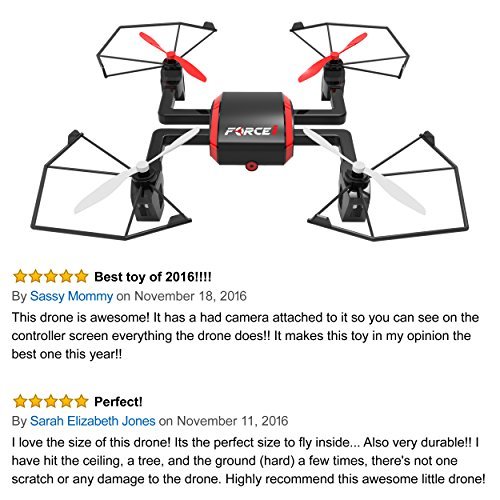 FORCE1
Best toy of 2016!!!!
By Sassy Mommy on November 18, 2016
This drone is awesome! It has a had camera attached to it so you can see on the
controller screen everything the drone does!! It makes this toy in my opinion the
best one this year!!
Perfect!
By Sarah Elizabeth Jones on November 11, 2016
I love the size of this drone! Its the perfect size to fly inside... Also very durable!! I
have hit the ceiling, a tree, and the ground (hard) a few times, there's not one
scratch or any damage to the drone. Highly recommend this awesome little drone!